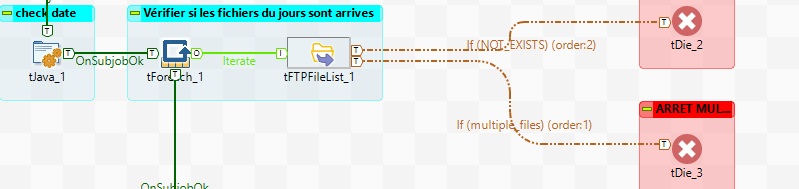 check date
Vérifier si les fichiers du jours sont arrives
If (NOT_EXISTS) (order:2)
tDie_2
OnSubjobOk
Iterate
tJava_1
tForeach_1
tFTPFileList_1
ARRET MUL...
If (multiple_files) (order:1)
tDie_3
OnSubjobOk